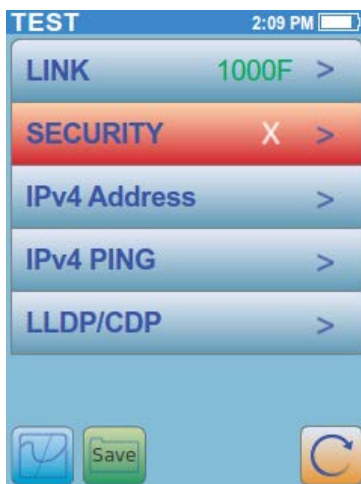 TEST 2:09 PM
LINK 1000F >
SECURITY X >
IPv4 Address >
IPv4 PING >
LLDP/CDP >
Save